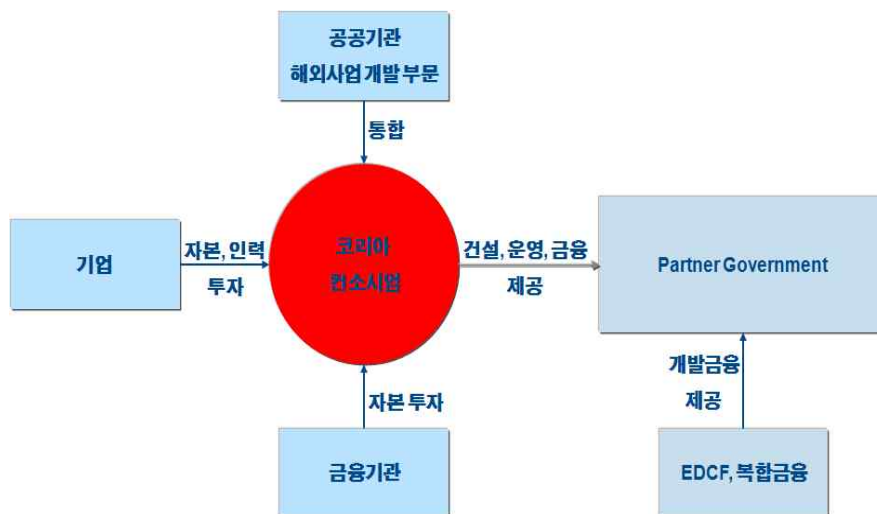 공공기관
해외사업 개발 부문
통합
기업
자본, 인력
투자
코리아
컨소시엄
건설, 운영, 금융
제공
Partner Government
자본 투자
개발금융
제공
금융기관
EDCF, 복합금융